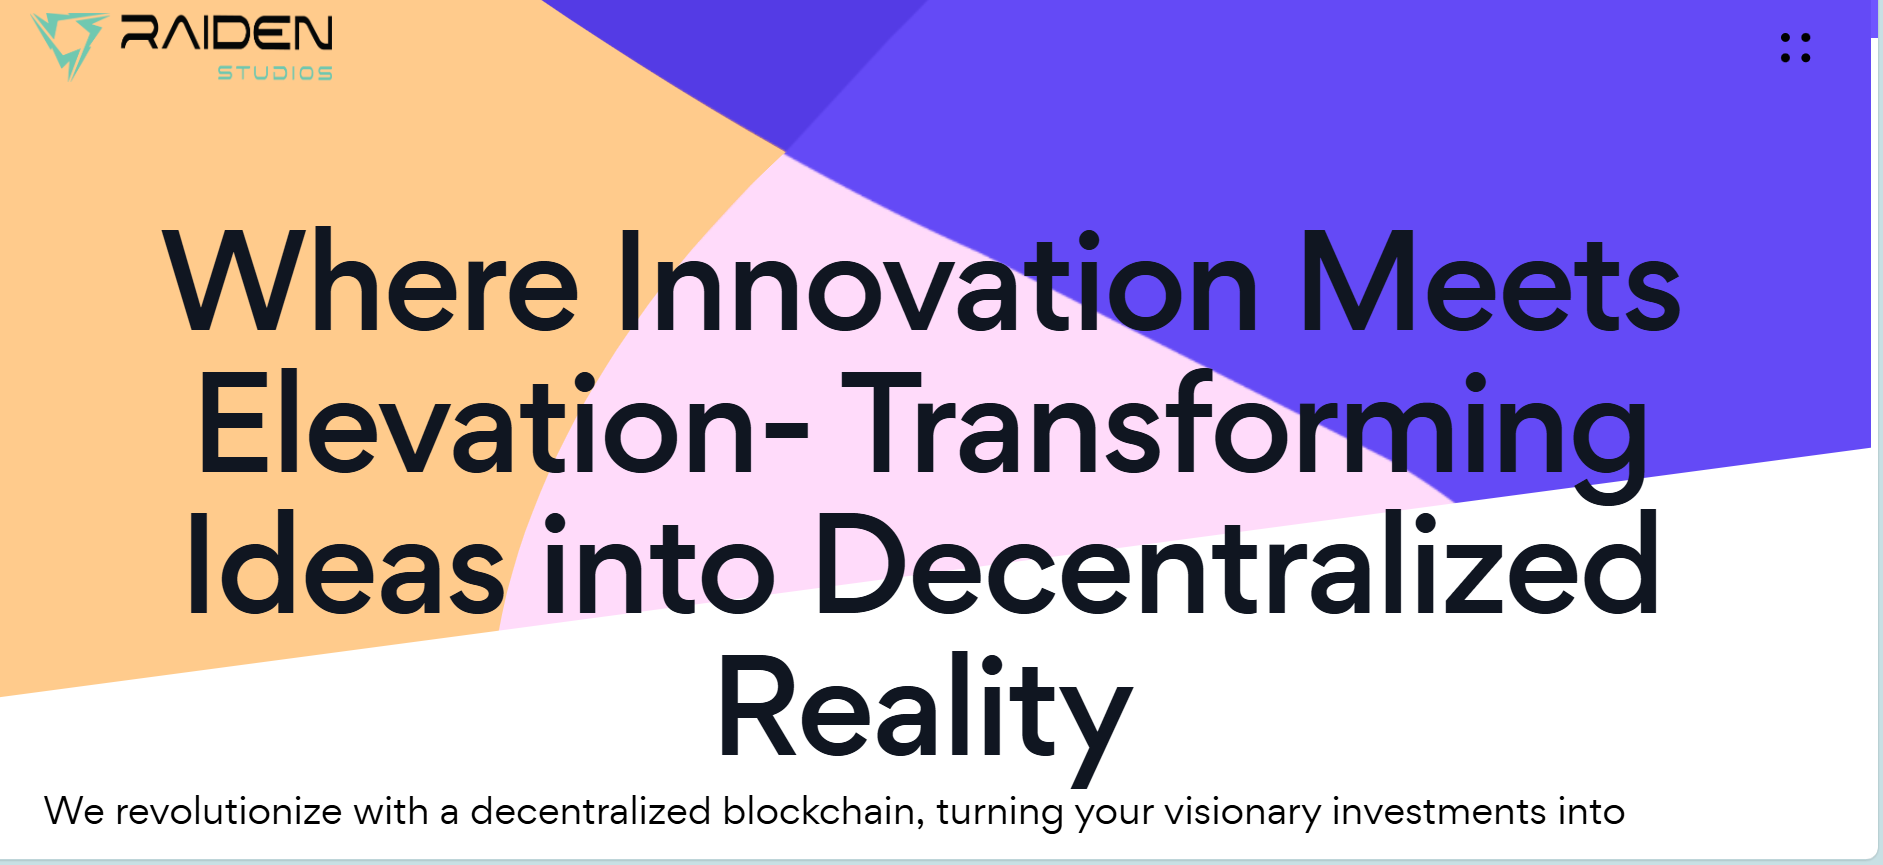 RAIDEN
STUDIOS
Where Innovation Meets
Elevation- Transforming
Ideas into Decentralized
Reality
We revolutionize with a decentralized blockchain, turning your visionary investments into